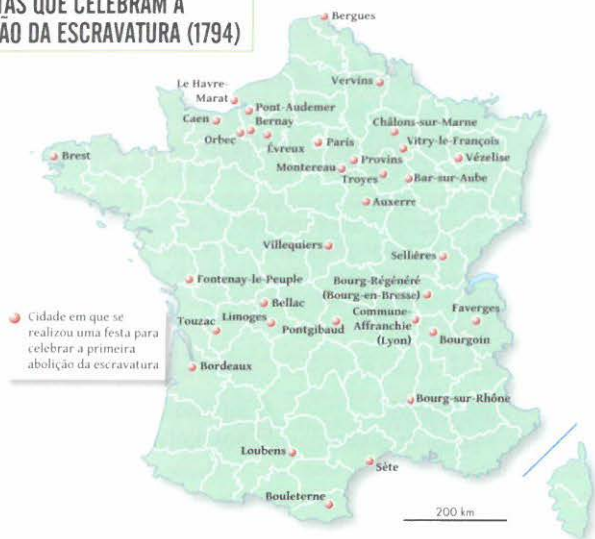 TAS QUE CELEBRAM A
ÃO DA ESCRAVATURA (1794)
Bergues
Vervins
Le Havre-
Marat
Pont-Audemer
Caen
Bernay
Orbec
Évreux
Paris
Châlons-sur-Marne
Vitry-le-François
Vézelise
Brest
Provins
Montereau
Troyes
Bar-sur-Aube
Auxerre
Villequiers
Sellières
Fontenay-le-Peuple
Bourg-Régénéré
(Bourg-en-Bresse)
Bellac
Faverges
Touzac
Limoges
Pontgibaud
Commune-
Affranchie
(Lyon)
Bourgoin
Cidade em que se
realizou uma festa para
celebrar a primeira
abolição da escravatura
Bordeaux
Bourg-sur-Rhône
Loubens
Sète
Bouleterne
200 km